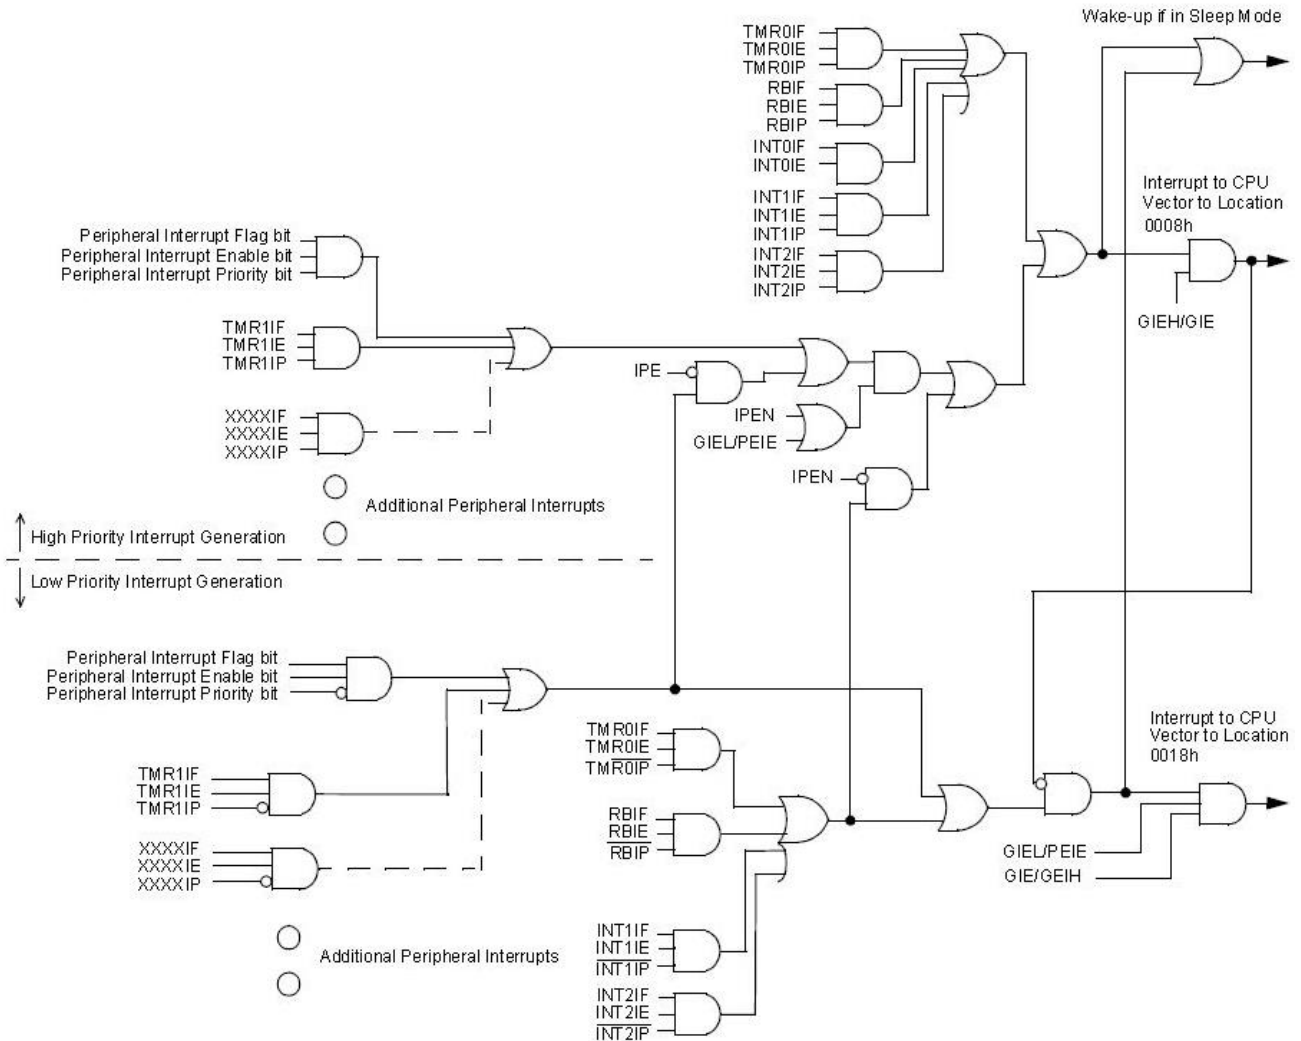 Wake-up if in Sleep Mode
TMR0IF
TMR0IE
TMR0IP
RBIF
RBIE
RBIP
INT0IF
INT0IE
INT1IF
INT1IE
INT1IP
INT2IF
INT2IE
INT2IP
Interrupt to CPU
Vector to Location
0008h
GIEH/GIE
Peripheral Interrupt Flag bit
Peripheral Interrupt Enable bit
Peripheral Interrupt Priority bit
TMR1IF
TMR1IE
TMR1IP
XXXXIF
XXXXIE
XXXXIP
IPE
IPEN
GIEL/PEIE
IPEN
Additional Peripheral Interrupts
High Priority Interrupt Generation
Low Priority Interrupt Generation
Peripheral Interrupt Flag bit
Peripheral Interrupt Enable bit
Peripheral Interrupt Priority bit
TMR1IF
TMR1IE
TMR1IP
XXXXIF
XXXXIE
XXXXIP
Additional Peripheral Interrupts
TMR0IF
TMR0IE
TMR0IP
RBIF
RBIE
RBIP
INT1IF
INT1IE
INT1IP
INT2IF
INT2IE
INT2IP
Interrupt to CPU
Vector to Location
0018h
GIEL/PEIE
GIE/GEIH